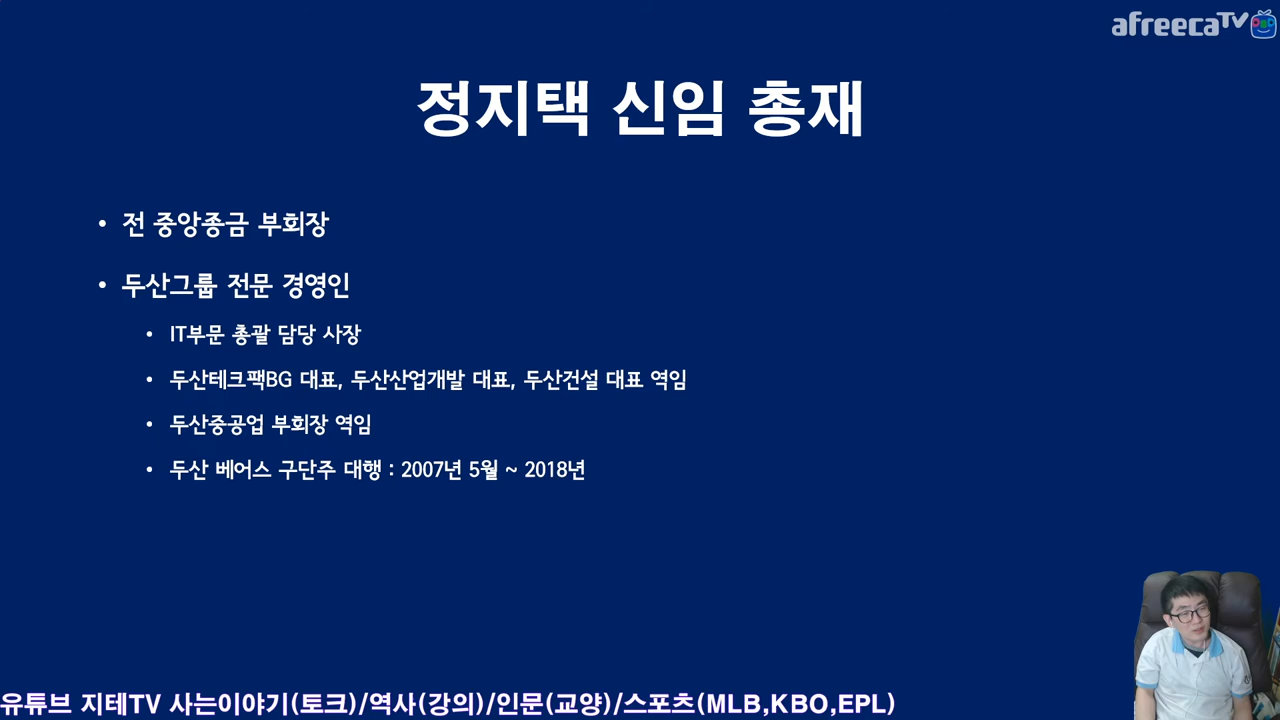 afreecaTV
정지택 신임 총재
• 전 중앙종금 부회장
• 두산그룹 전문 경영인
• IT부문 총괄 담당 사장
• 두산테크팩BG 대표, 두산산업개발 대표, 두산건설 대표 역임
• 두산중공업 부회장 역임
• 두산 베어스 구단주 대행 : 2007년 5월 ~ 2018년
유튜브 지테TV 사는이야기(토크)/역사(강의)/인문(교양)/스포츠(MLB,KBO,EPL)